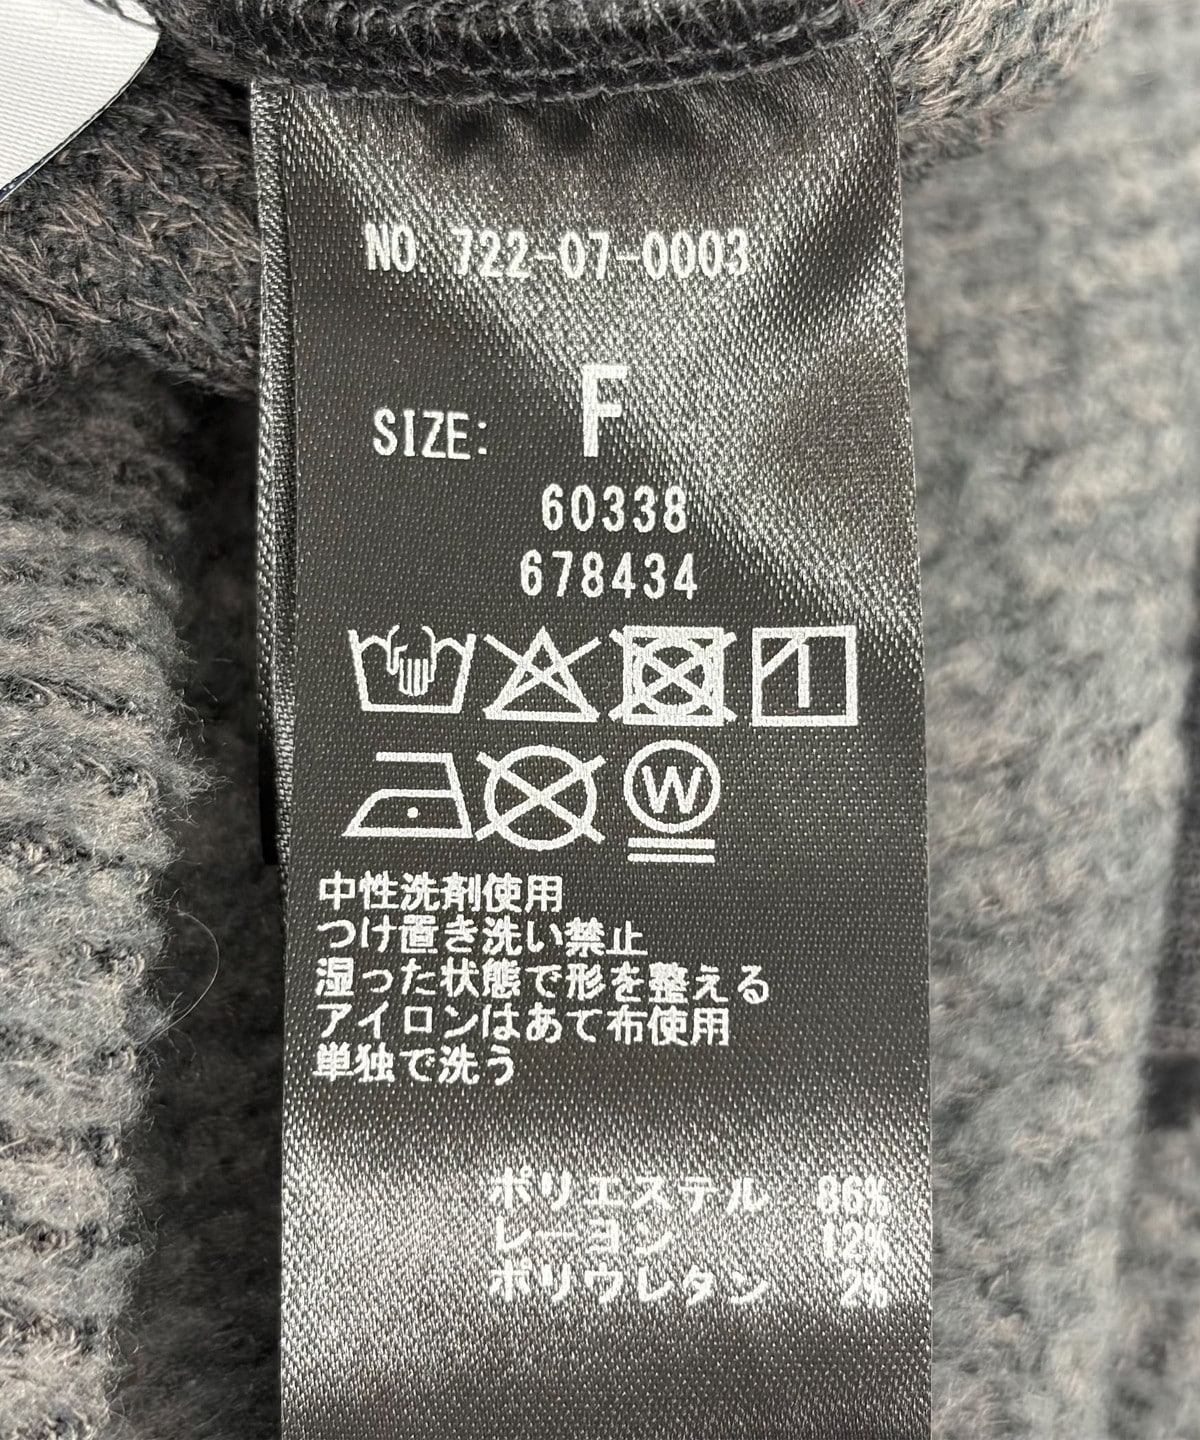 NO. 722-07-0003
SIZE: F
60338
678434
W
中性洗剤使用
つけ置き洗い禁止
湿った状態で形を整える
アイロンはあて布使用
単独で洗う
ポリエステル 86%
レーヨン 12%
ポリウレタン 2%